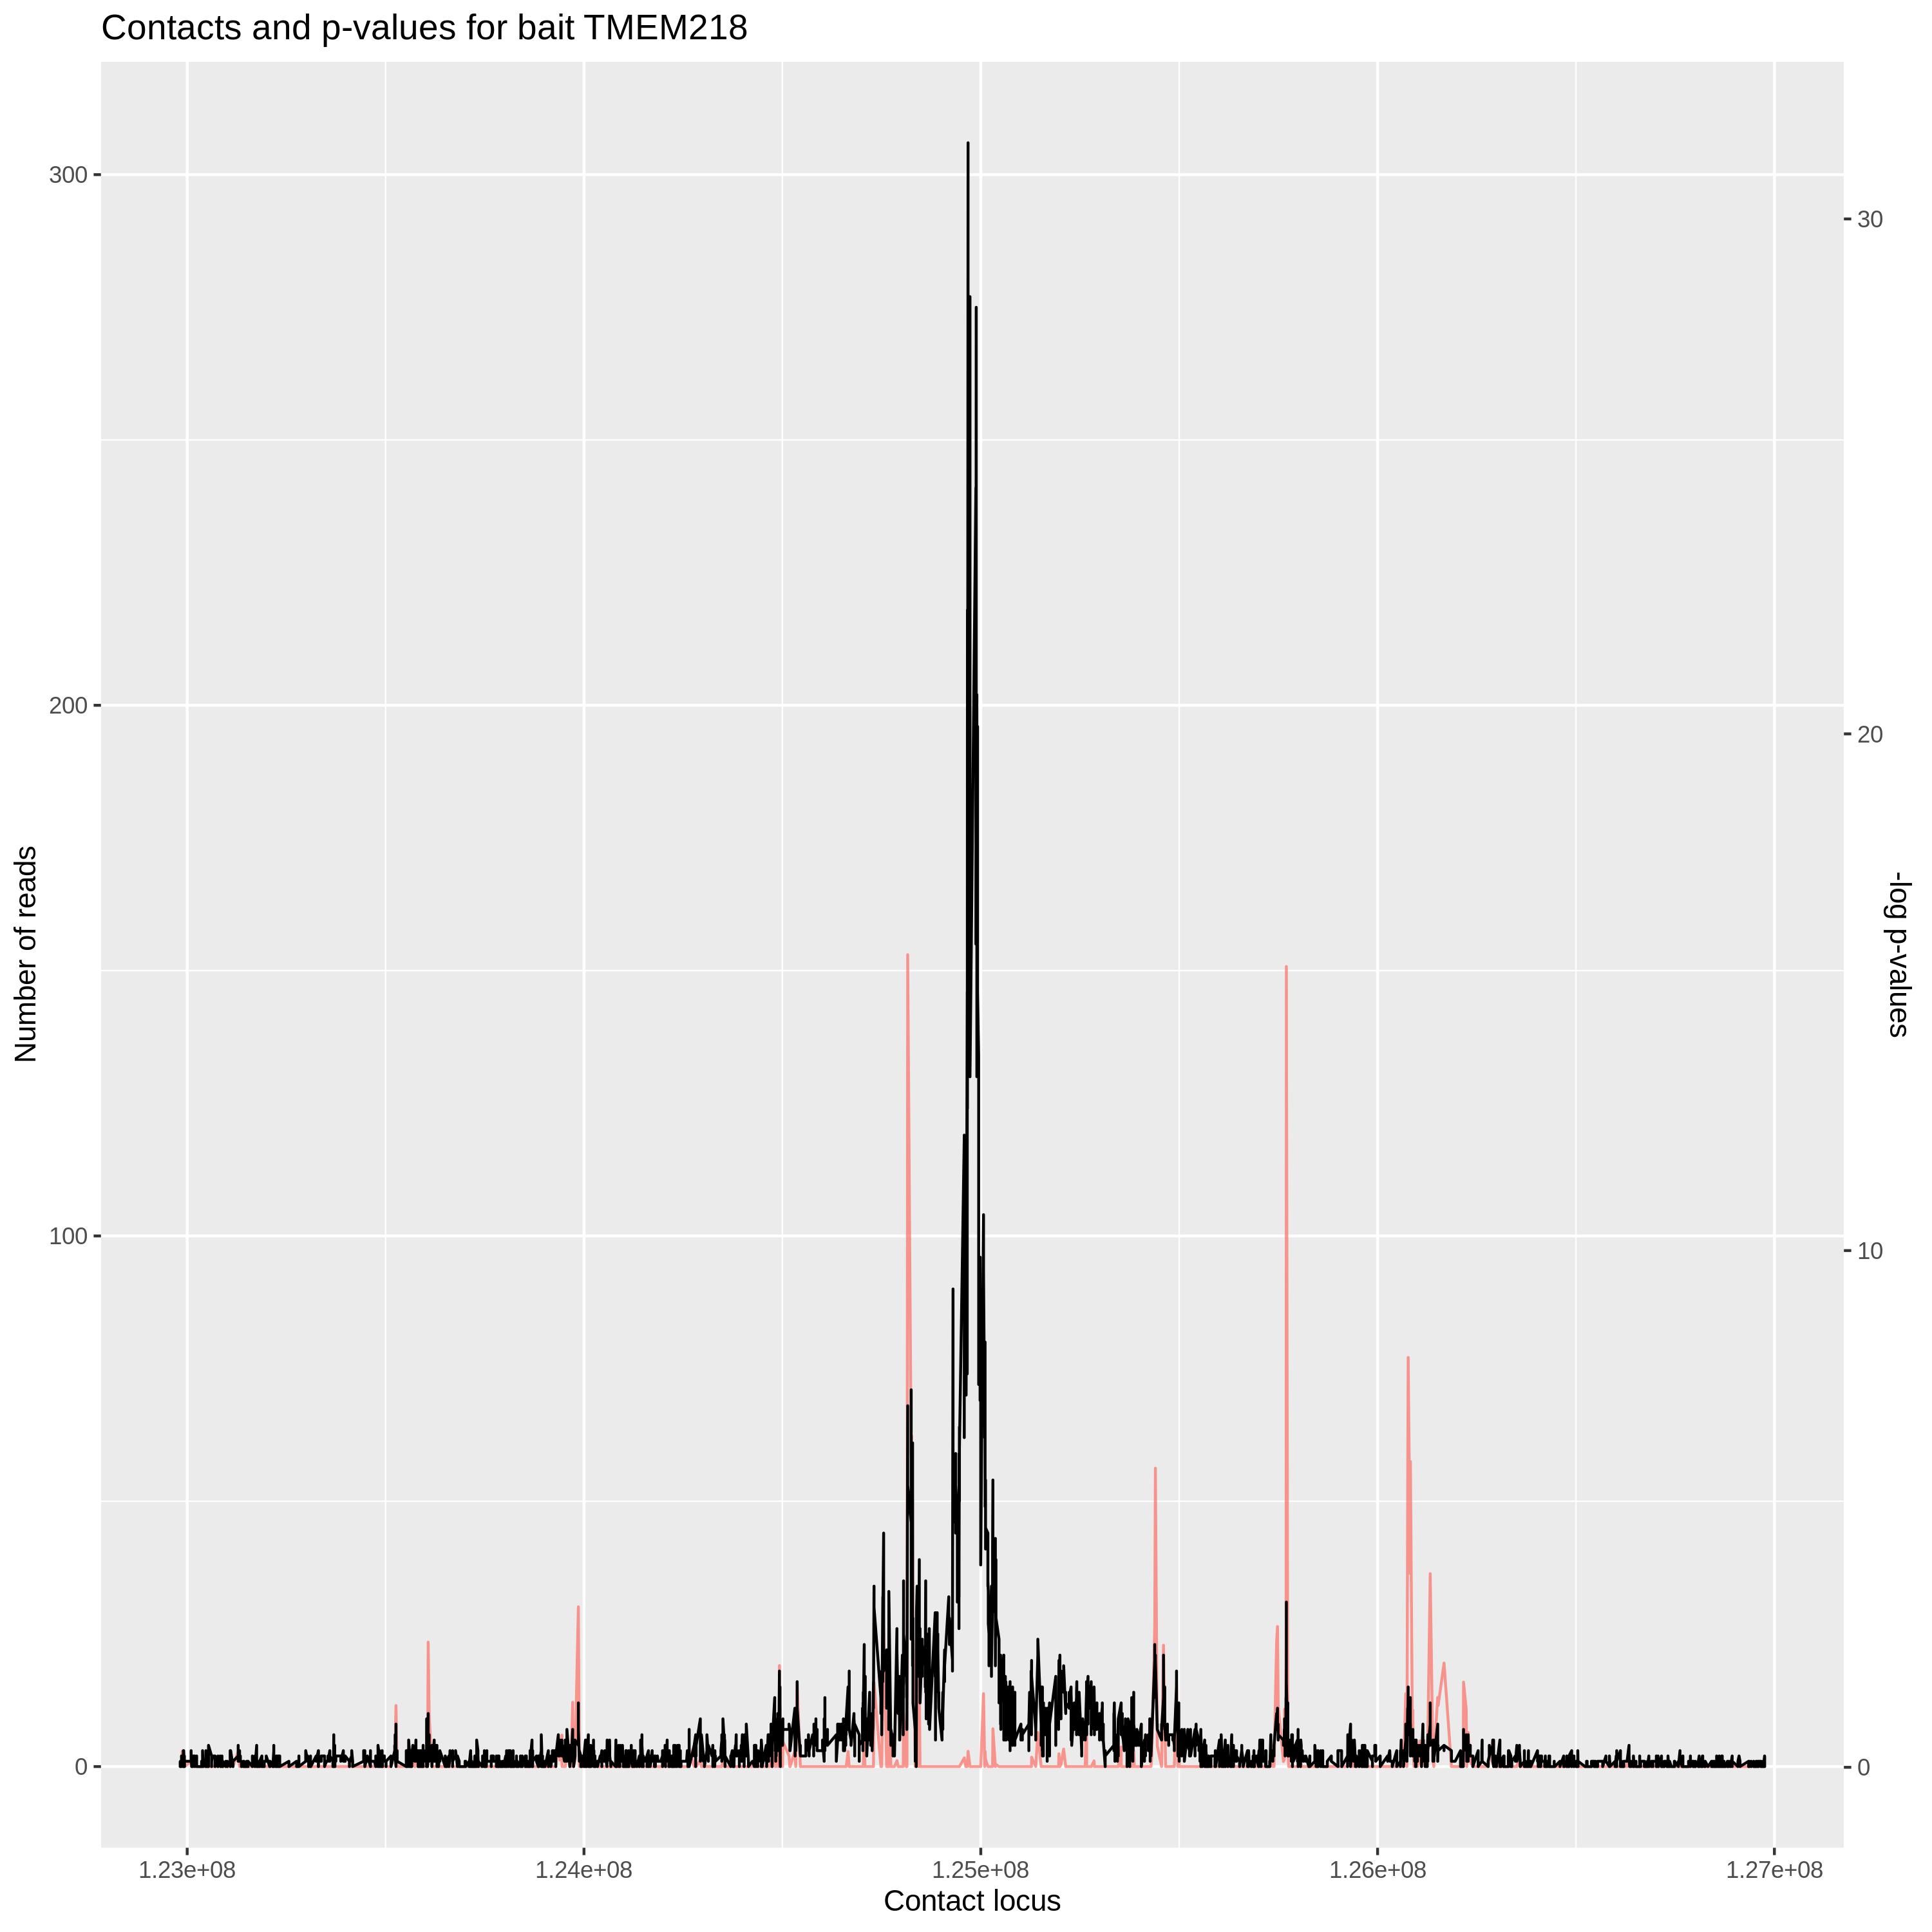 Contacts and p-values for bait TMEM218
300
200
100
0
Number of reads
30
20
10
0
-log p-values
1.23e+08
1.24e+08
1.25e+08
1.26e+08
1.27e+08
Contact locus